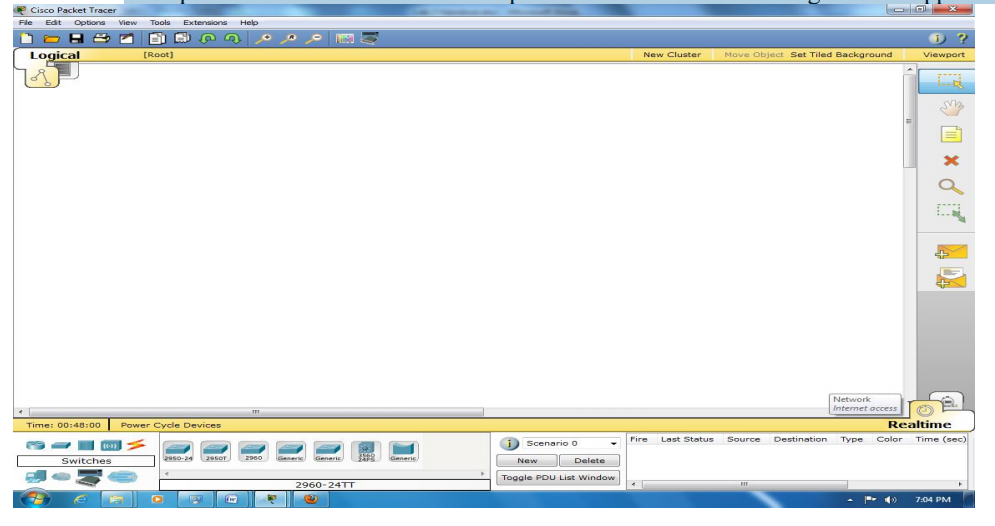 Cisco Packet Tracer
File Edit Options View Tools Extensions Help
Logical [Root] New Cluster Move Object Set Tiled Background Viewport
Network
Internet access
Time: 00:48:00 Power Cycle Devices Realtime
Switches
2950-24 2950T 2960 Generic Generic 3560 24PS Generic
2960-24TT
Scenario 0
New Delete
Toggle PDU List Window
Fire Last Status Source Destination Type Color Time (sec)
7:04 PM